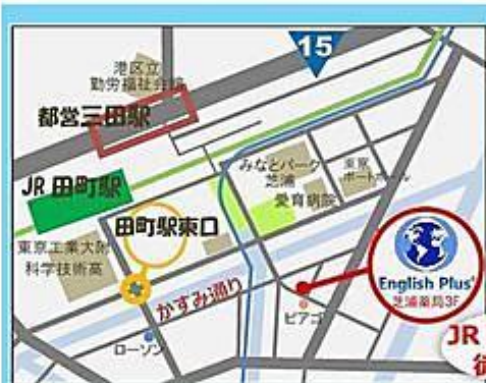 15
港区立
勤労福祉会館
都営三田駅
みなとパーク
芝浦
東京
ポートボール
愛育病院
JR 田町駅
田町駅東口
東京工業大附
科学技術高
English Plus
芝浦薬局3F
かすみ通り
ピアゴ
ローソン
JR